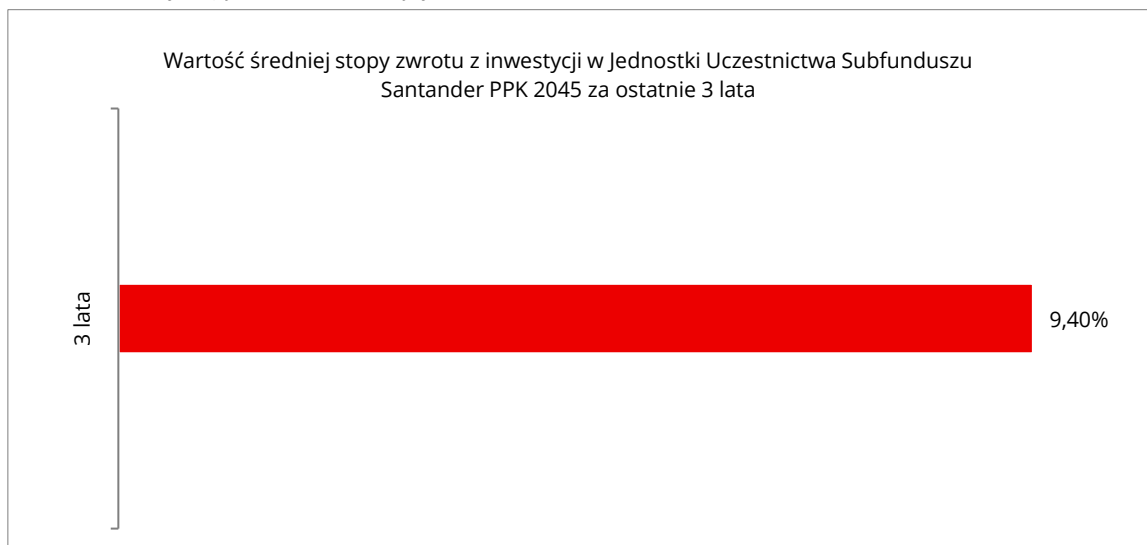 Wartość średniej stopy zwrotu z inwestycji w Jednostki Uczestnictwa Subfunduszu
Santander PPK 2045 za ostatnie 3 lata
3 lata
9,40%